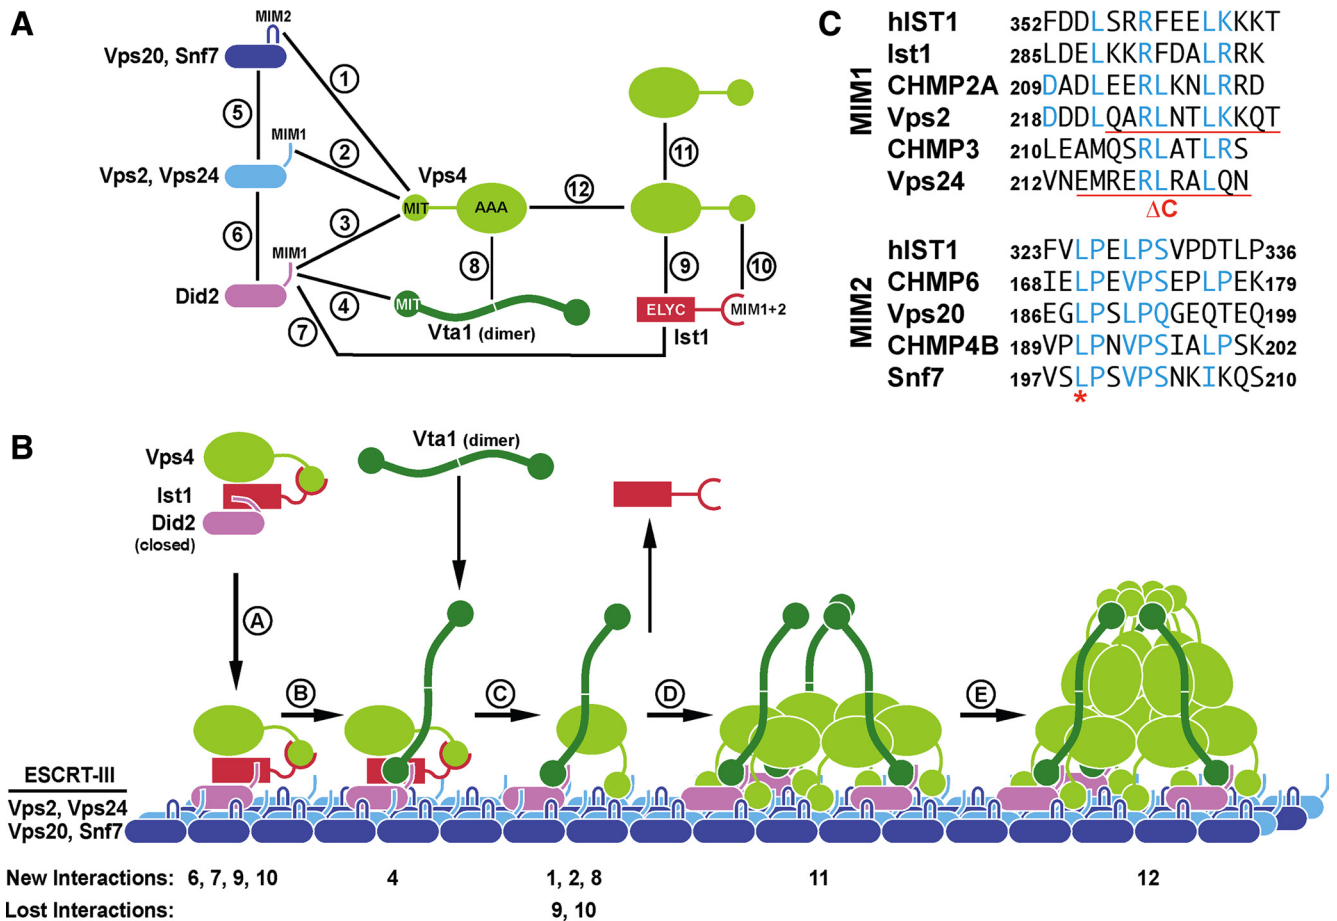 A
MIM2
Vps20, Snf7
1
5
MIM1
2
Vps2, Vps24
Vps4
11
MIT
AAA
12
3
6
MIM1
8
9
10
Did2
4
MIT
ELYC
MIM1+2
7
Vta1 (dimer)
Ist1
C
MIM1
hIST1 352FDDLSRRFEELKKKT
Ist1 285LDELKKRFDALRRK
CHMP2A 209DADLEERLKNLRRD
Vps2 218DDDLQARLNTLKKQT
CHMP3 210LEAMQSRLATLRS
Vps24 212VNEMRERLRALQN
ΔC
MIM2
hIST1 323FVLPELPSVPDTLP336
CHMP6 168IELPEVPSEPLPEK179
Vps20 186EGLPSLPQGEQTEQ199
CHMP4B 189VPLPNVPSIALPSK202
Snf7 197VSLPSVPSNKIKQS210
*
B
Vps4
Ist1
Did2
(closed)
Vta1 (dimer)
A
B
C
D
E
ESCRT-III
Vps2, Vps24
Vps20, Snf7
New Interactions: 6, 7, 9, 10 4 1, 2, 8 11 12
Lost Interactions: 9, 10